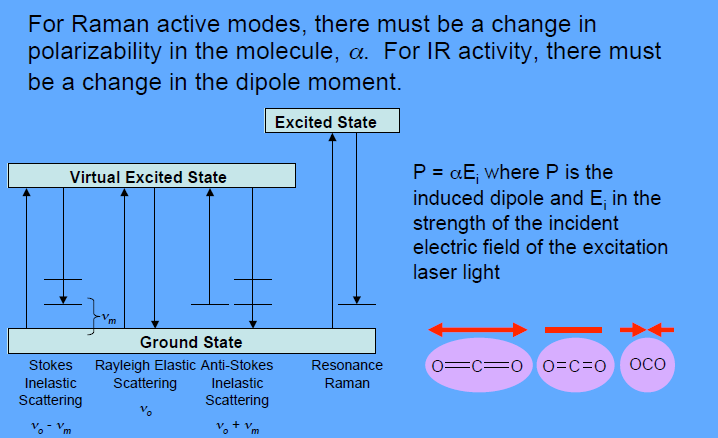 For Raman active modes, there must be a change in
polarizability in the molecule, α. For IR activity, there must
be a change in the dipole moment.
Excited State
Virtual Excited State
P = αEi where P is the
induced dipole and Ei in the
strength of the incident
electric field of the excitation
laser light
νm
Ground State
Stokes
Inelastic
Scattering
νo - νm
Rayleigh Elastic
Scattering
νo
Anti-Stokes
Inelastic
Scattering
νo + νm
Resonance
Raman
O=C=O
O=C=O
OCO